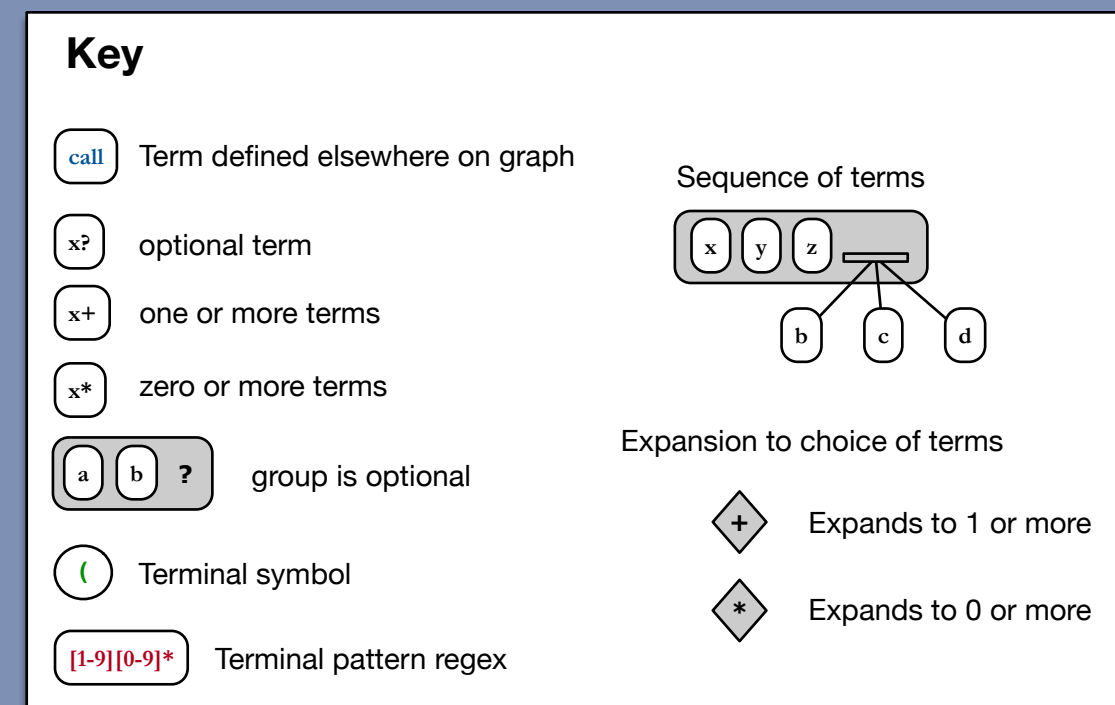 Key
call Term defined elsewhere on graph
x? optional term
x+ one or more terms
x* zero or more terms
a b ? group is optional
( Terminal symbol
[1-9][0-9]* Terminal pattern regex
Sequence of terms
x y z
b c d
Expansion to choice of terms
+ Expands to 1 or more
* Expands to 0 or more